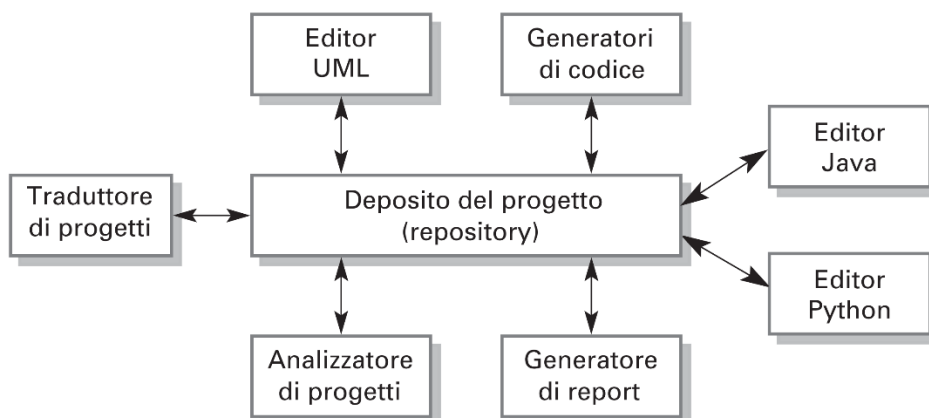 Editor
UML
Generatori
di codice
Editor
Java
Traduttore
di progetti
Deposito del progetto
(repository)
Editor
Python
Analizzatore
di progetti
Generatore
di report